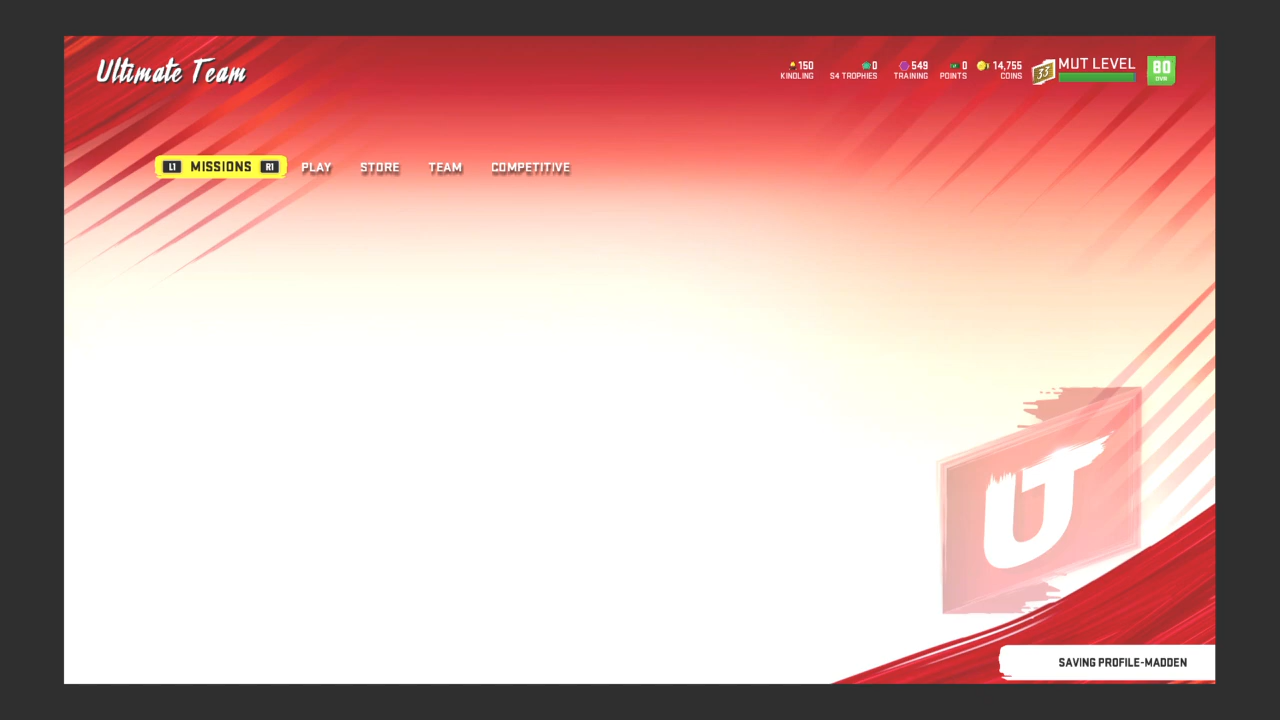 Ultimate Team
150 0 549 0 14,755 MUT LEVEL 80
KINDLING S4 TROPHIES TRAINING POINTS COINS 33 OVR
L1 MISSIONS R1 PLAY STORE TEAM COMPETITIVE
UT
SAVING PROFILE-MADDEN